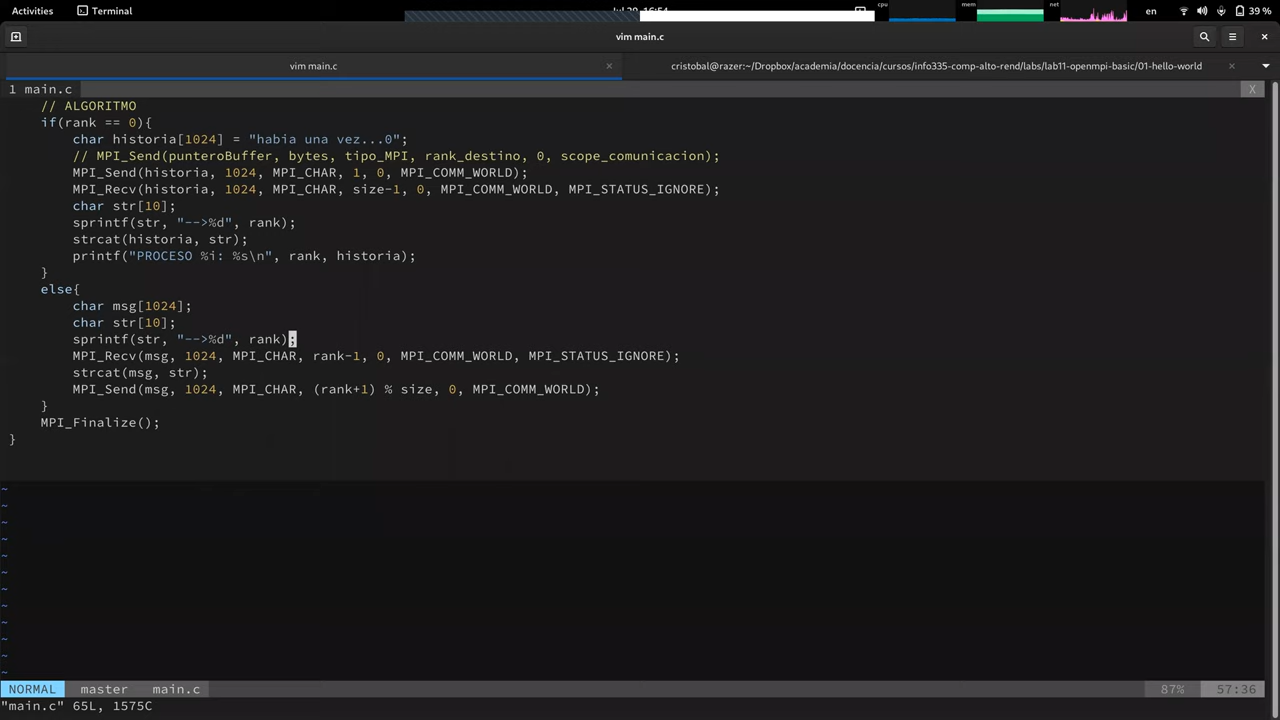 Activities Terminal en 39 %
cpu mem net
vim main.c
vim main.c × cristobal@razer:~/Dropbox/academia/docencia/cursos/info335-comp-alto-rend/labs/lab11-openmpi-basic/01-hello-world ×
1 main.c X
// ALGORITMO
if(rank == 0){
char historia[1024] = "habia una vez...0";
// MPI_Send(punteroBuffer, bytes, tipo_MPI, rank_destino, 0, scope_comunicacion);
MPI_Send(historia, 1024, MPI_CHAR, 1, 0, MPI_COMM_WORLD);
MPI_Recv(historia, 1024, MPI_CHAR, size-1, 0, MPI_COMM_WORLD, MPI_STATUS_IGNORE);
char str[10];
sprintf(str, "-->%d", rank);
strcat(historia, str);
printf("PROCESO %i: %s\n", rank, historia);
}
else{
char msg[1024];
char str[10];
sprintf(str, "-->%d", rank);
MPI_Recv(msg, 1024, MPI_CHAR, rank-1, 0, MPI_COMM_WORLD, MPI_STATUS_IGNORE);
strcat(msg, str);
MPI_Send(msg, 1024, MPI_CHAR, (rank+1) % size, 0, MPI_COMM_WORLD);
}
MPI_Finalize();
}
~
~
~
~
~
~
~
~
~
~
~
~
NORMAL master main.c 87% 57:36
"main.c" 65L, 1575C